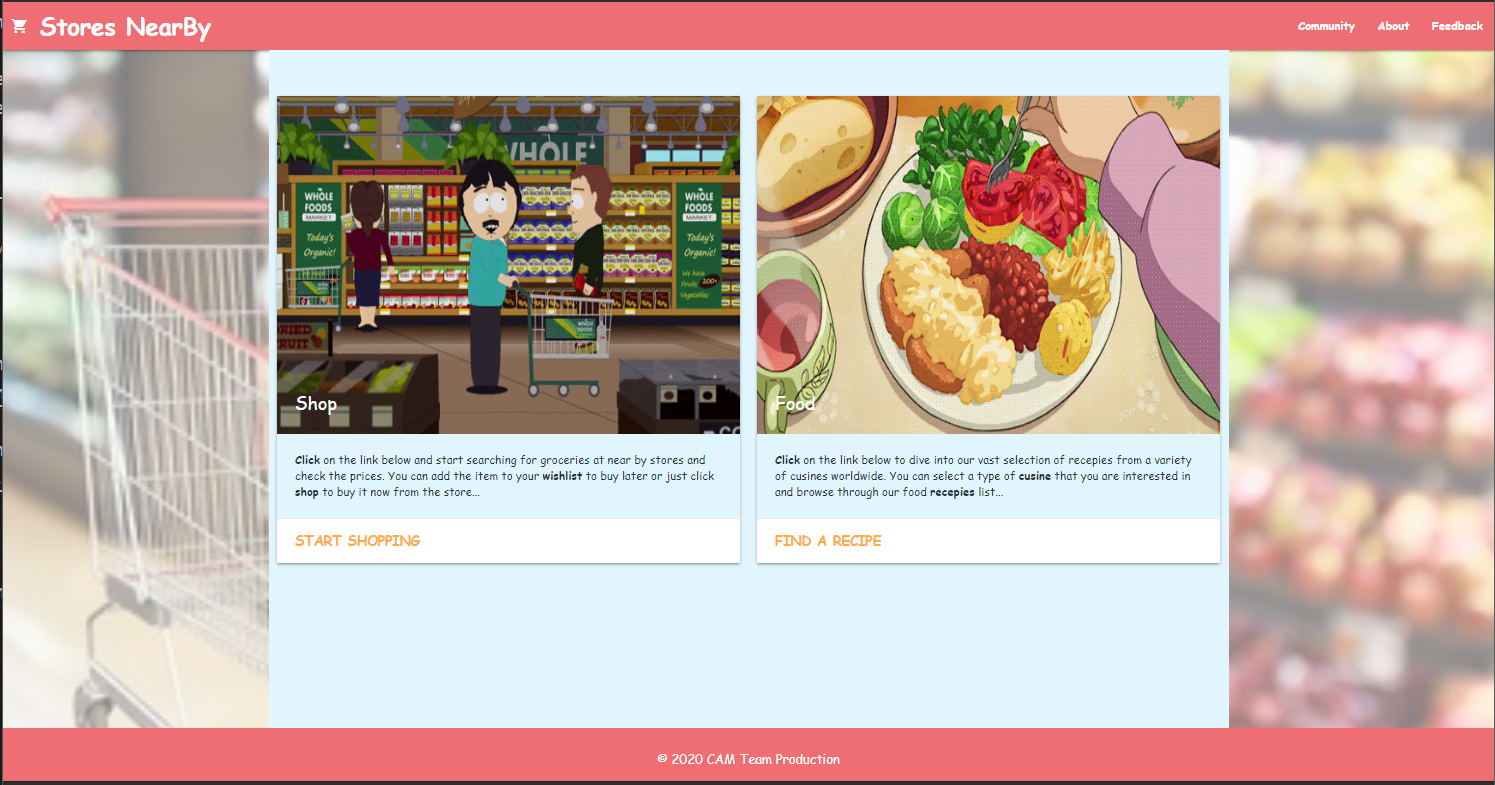 Stores NearBy
Community About Feedback
WHOLE
WHOLE
FOODS
MARKET
Today's
Organic!
WHOLE
FOODS
MARKET
Today's
Organic!
We have
200+
Fruits
Vegetables
DRIED
FRUIT
WHOLE
FOODS
Shop
Food
Click on the link below and start searching for groceries at near by stores and
check the prices. You can add the item to your wishlist to buy later or just click
shop to buy it now from the store...
START SHOPPING
Click on the link below to dive into our vast selection of recepies from a variety
of cusines worldwide. You can select a type of cusine that you are interested in
and browse through our food recepies list...
FIND A RECIPE
© 2020 CAM Team Production